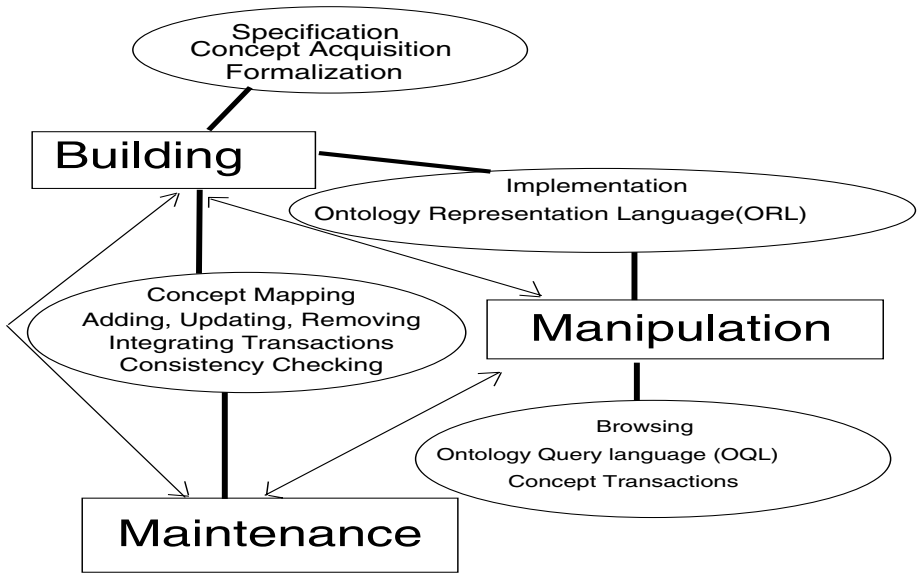 Specification
Concept Acquisition
Formalization
Building
Implementation
Ontology Representation Language(ORL)
Concept Mapping
Adding, Updating, Removing
Integrating Transactions
Consistency Checking
Manipulation
Browsing
Ontology Query language (OQL)
Concept Transactions
Maintenance